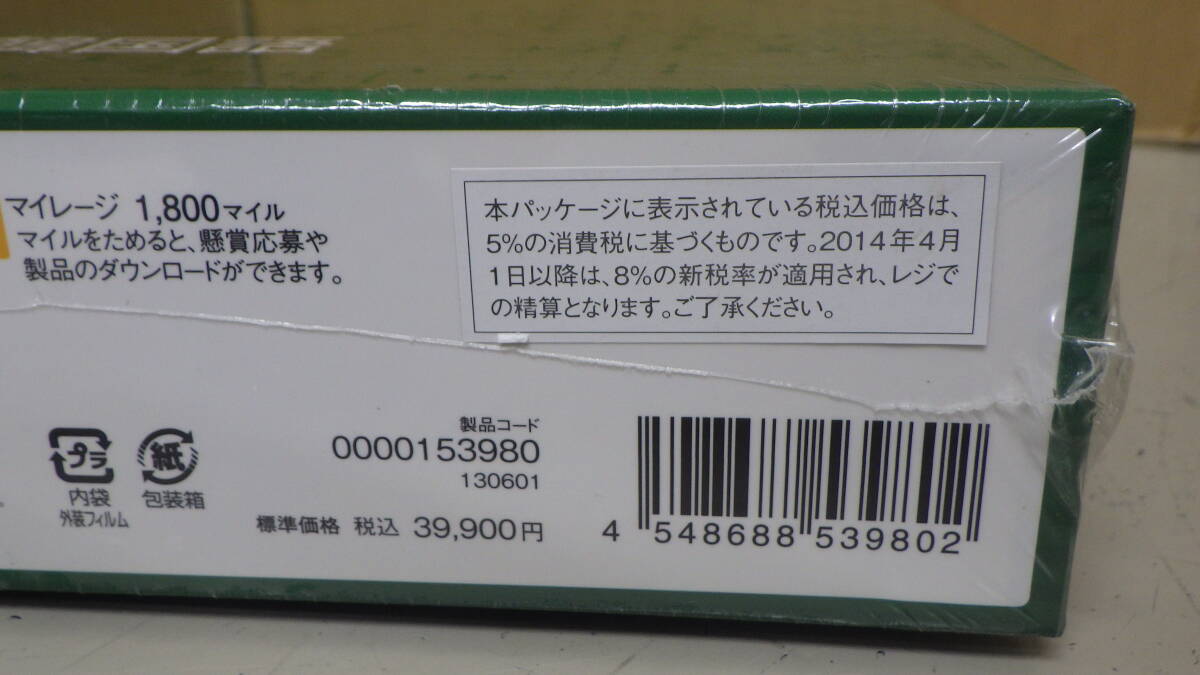 韓国語
マイレージ 1,800マイル
マイルをためると、懸賞応募や
製品のダウンロードができます。
本パッケージに表示されている税込価格は、
5%の消費税に基づくものです。2014年4月
1日以降は、8%の新税率が適用され、レジで
の精算となります。ご了承ください。
プラ
内袋
外装フィルム
紙
包装箱
製品コード
0000153980
130601
標準価格 税込 39,900円
4 548688 539802